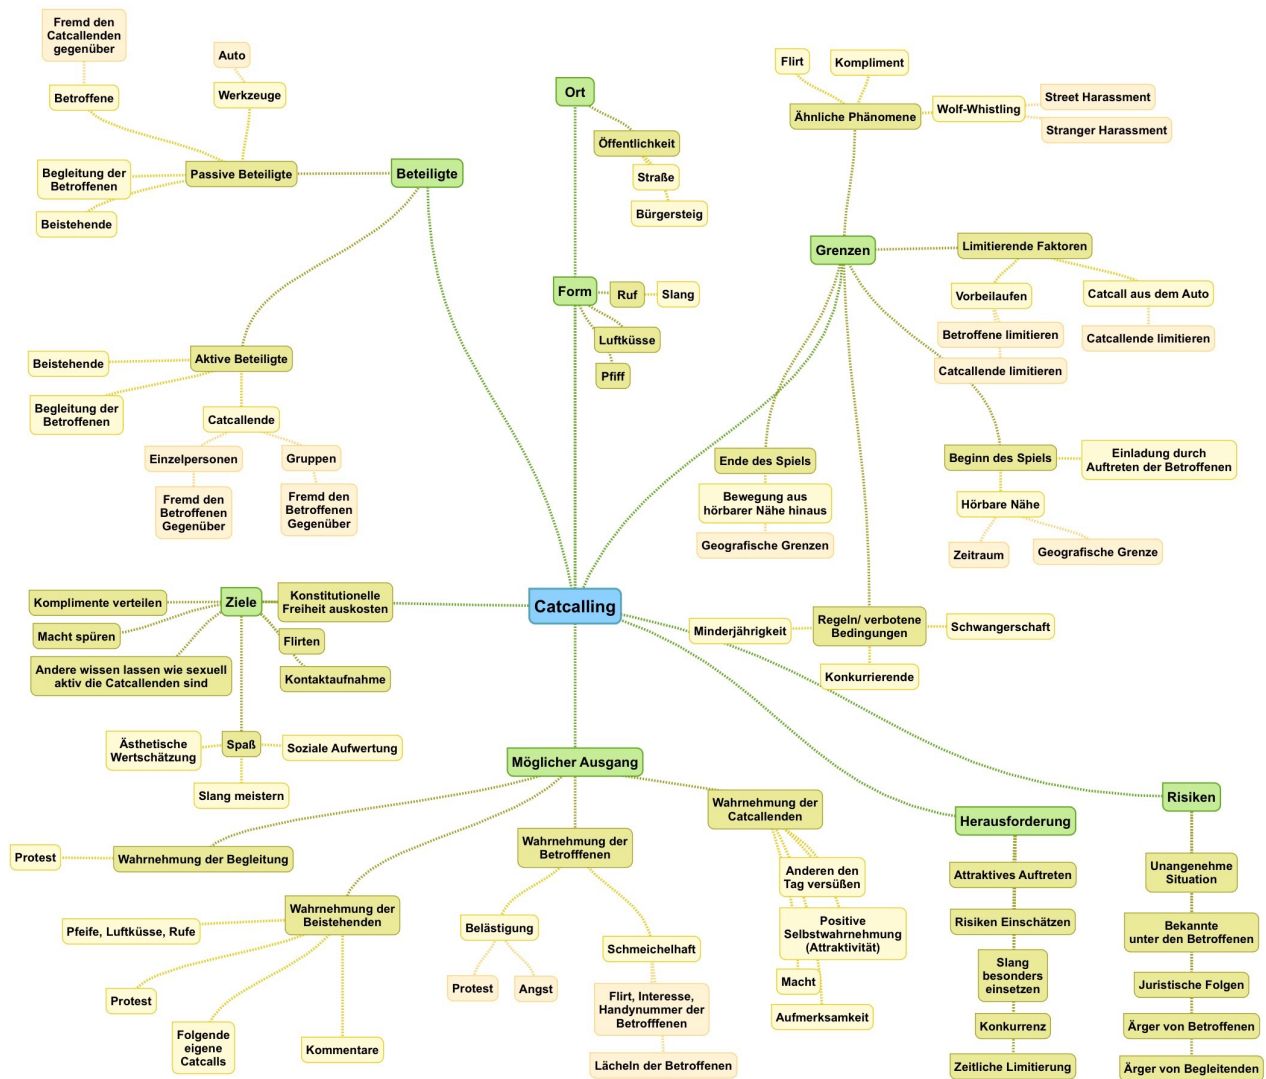 Fremd den
Catcallenden
gegenüber
Betroffene
Auto
Werkzeuge
Passive Beteiligte
Begleitung der
Betroffenen
Beistehende
Beteiligte
Aktive Beteiligte
Beistehende
Begleitung der
Betroffenen
Catcallende
Einzelpersonen
Gruppen
Fremd den
Betroffenen
Gegenüber
Fremd den
Betroffenen
Gegenüber
Ort
Öffentlichkeit
Straße
Bürgersteig
Form
Ruf
Slang
Luftküsse
Pfiff
Flirt
Kompliment
Ähnliche Phänomene
Wolf-Whistling
Street Harassment
Stranger Harassment
Grenzen
Limitierende Faktoren
Vorbeilaufen
Catcall aus dem Auto
Betroffene limitieren
Catcallende limitieren
Catcallende limitieren
Ende des Spiels
Bewegung aus
hörbarer Nähe hinaus
Geografische Grenzen
Beginn des Spiels
Einladung durch
Auftreten der Betroffenen
Hörbare Nähe
Zeitraum
Geografische Grenze
Regeln/ verbotene
Bedingungen
Minderjährigkeit
Schwangerschaft
Konkurrierende
Catcalling
Ziele
Konstitutionelle
Freiheit auskosten
Komplimente verteilen
Macht spüren
Andere wissen lassen wie sexuell
aktiv die Catcallenden sind
Flirten
Kontaktaufnahme
Spaß
Ästhetische
Wertschätzung
Soziale Aufwertung
Slang meistern
Möglicher Ausgang
Wahrnehmung der Begleitung
Protest
Wahrnehmung der
Beistehenden
Pfeife, Luftküsse, Rufe
Protest
Folgende
eigene
Catcalls
Kommentare
Wahrnehmung der
Betrofffenen
Belästigung
Protest
Angst
Schmeichelhaft
Flirt, Interesse,
Handynummer der
Betrofffenen
Lächeln der Betroffenen
Wahrnehmung der
Catcallenden
Anderen den
Tag versüßen
Positive
Selbstwahrnehmung
(Attraktivität)
Macht
Aufmerksamkeit
Herausforderung
Attraktives Auftreten
Risiken Einschätzen
Slang
besonders
einsetzen
Konkurrenz
Zeitliche Limitierung
Risiken
Unangenehme
Situation
Bekannte
unter den Betroffenen
Juristische Folgen
Ärger von Betroffenen
Ärger von Begleitenden